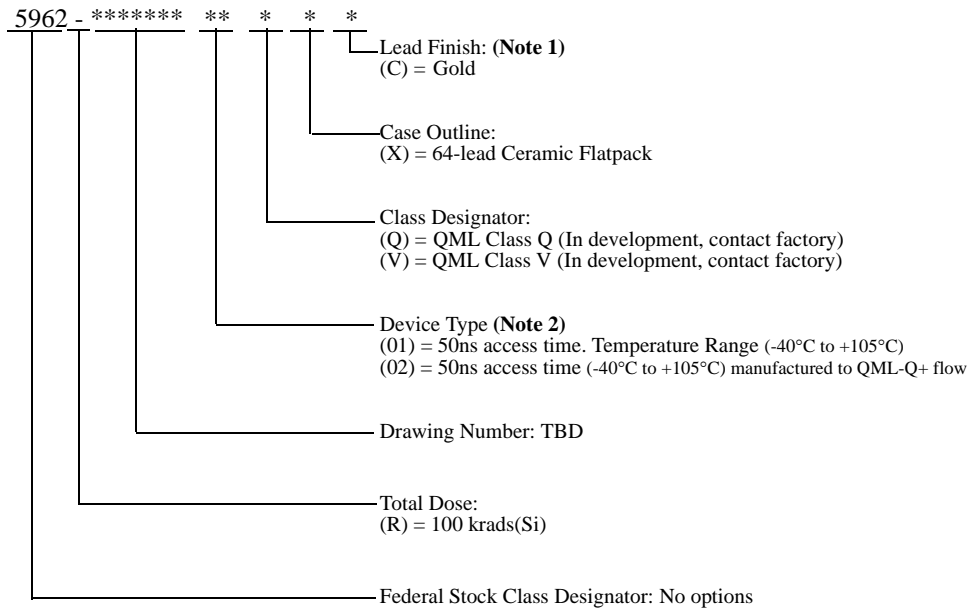 5962 - ******* ** * * *
Lead Finish: (Note 1)
(C) = Gold
Case Outline:
(X) = 64-lead Ceramic Flatpack
Class Designator:
(Q) = QML Class Q (In development, contact factory)
(V) = QML Class V (In development, contact factory)
Device Type (Note 2)
(01) = 50ns access time. Temperature Range (-40°C to +105°C)
(02) = 50ns access time (-40°C to +105°C) manufactured to QML-Q+ flow
Drawing Number: TBD
Total Dose:
(R) = 100 krads(Si)
Federal Stock Class Designator: No options